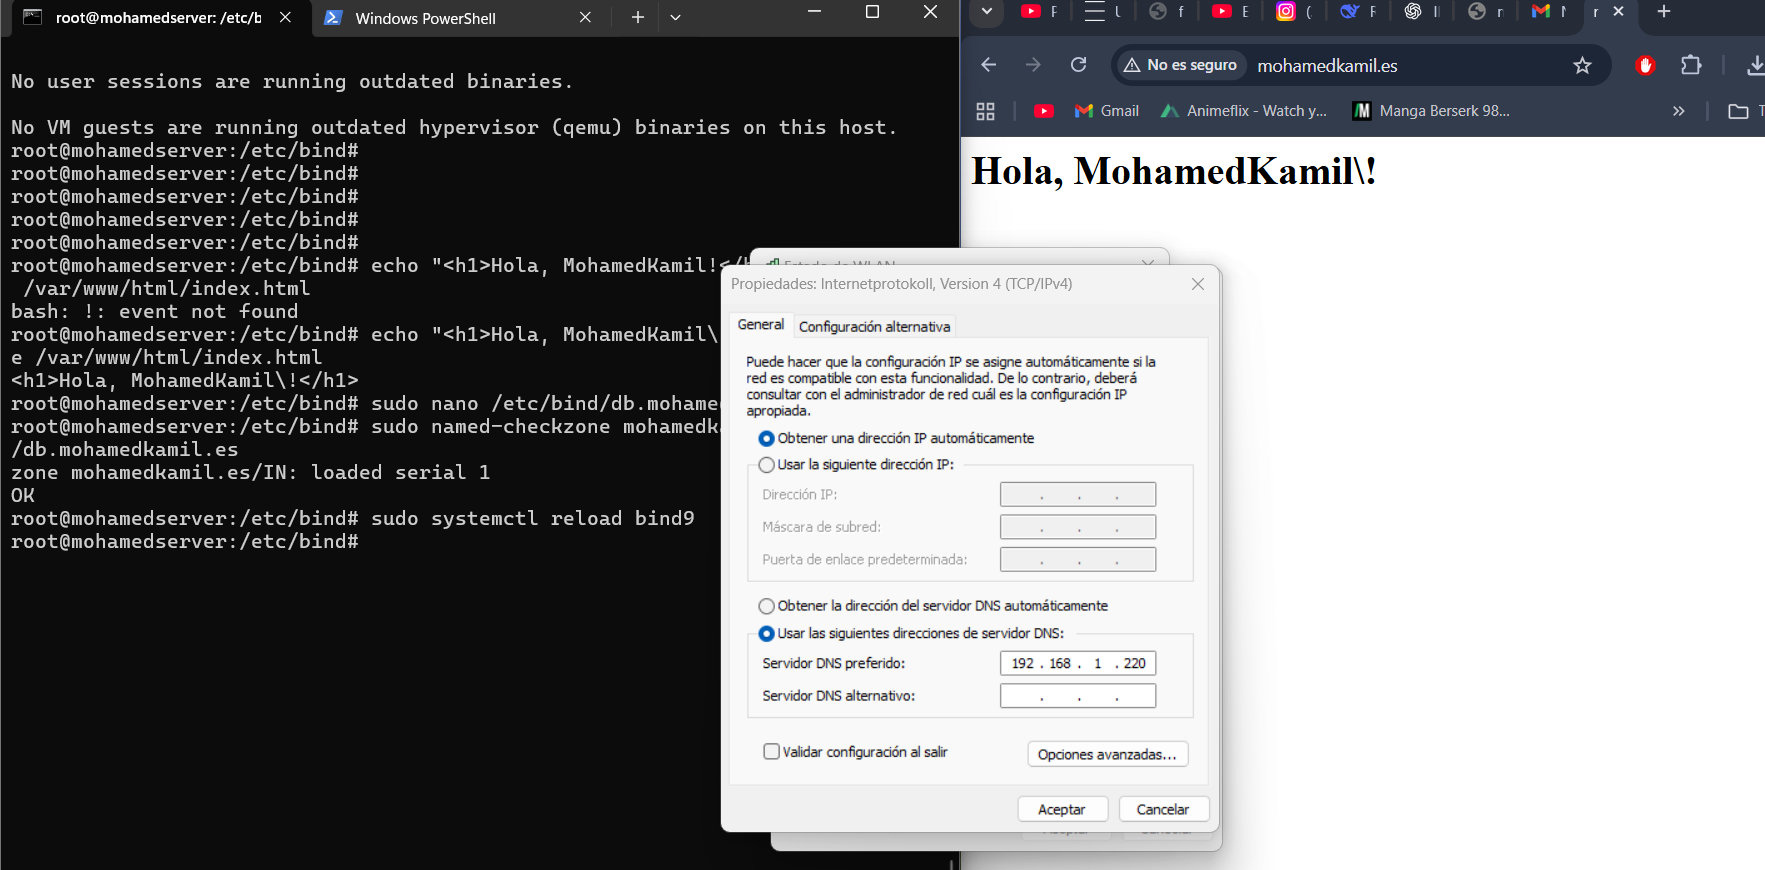 root@mohamedserver: /etc/b
Windows PowerShell
No user sessions are running outdated binaries.
No VM guests are running outdated hypervisor (qemu) binaries on this host.
root@mohamedserver:/etc/bind#
root@mohamedserver:/etc/bind#
root@mohamedserver:/etc/bind#
root@mohamedserver:/etc/bind#
root@mohamedserver:/etc/bind#
root@mohamedserver:/etc/bind# echo "<h1>Hola, MohamedKamil!</h
/var/www/html/index.html
bash: !: event not found
root@mohamedserver:/etc/bind# echo "<h1>Hola, MohamedKamil\
e /var/www/html/index.html
<h1>Hola, MohamedKamil\!</h1>
root@mohamedserver:/etc/bind# sudo nano /etc/bind/db.mohame
root@mohamedserver:/etc/bind# sudo named-checkzone mohamedk
/db.mohamedkamil.es
zone mohamedkamil.es/IN: loaded serial 1
OK
root@mohamedserver:/etc/bind# sudo systemctl reload bind9
root@mohamedserver:/etc/bind#
No es seguro
mohamedkamil.es
Gmail
Animeflix - Watch y...
Manga Berserk 98...
Hola, MohamedKamil\!
Estado de WLAN
Propiedades: Internetprotokoll, Version 4 (TCP/IPv4)
General
Configuración alternativa
Puede hacer que la configuración IP se asigne automáticamente si la
red es compatible con esta funcionalidad. De lo contrario, deberá
consultar con el administrador de red cuál es la configuración IP
apropiada.
Obtener una dirección IP automáticamente
Usar la siguiente dirección IP:
Dirección IP:
Máscara de subred:
Puerta de enlace predeterminada:
Obtener la dirección del servidor DNS automáticamente
Usar las siguientes direcciones de servidor DNS:
Servidor DNS preferido:
192 . 168 . 1 . 220
Servidor DNS alternativo:
Validar configuración al salir
Opciones avanzadas...
Aceptar
Cancelar